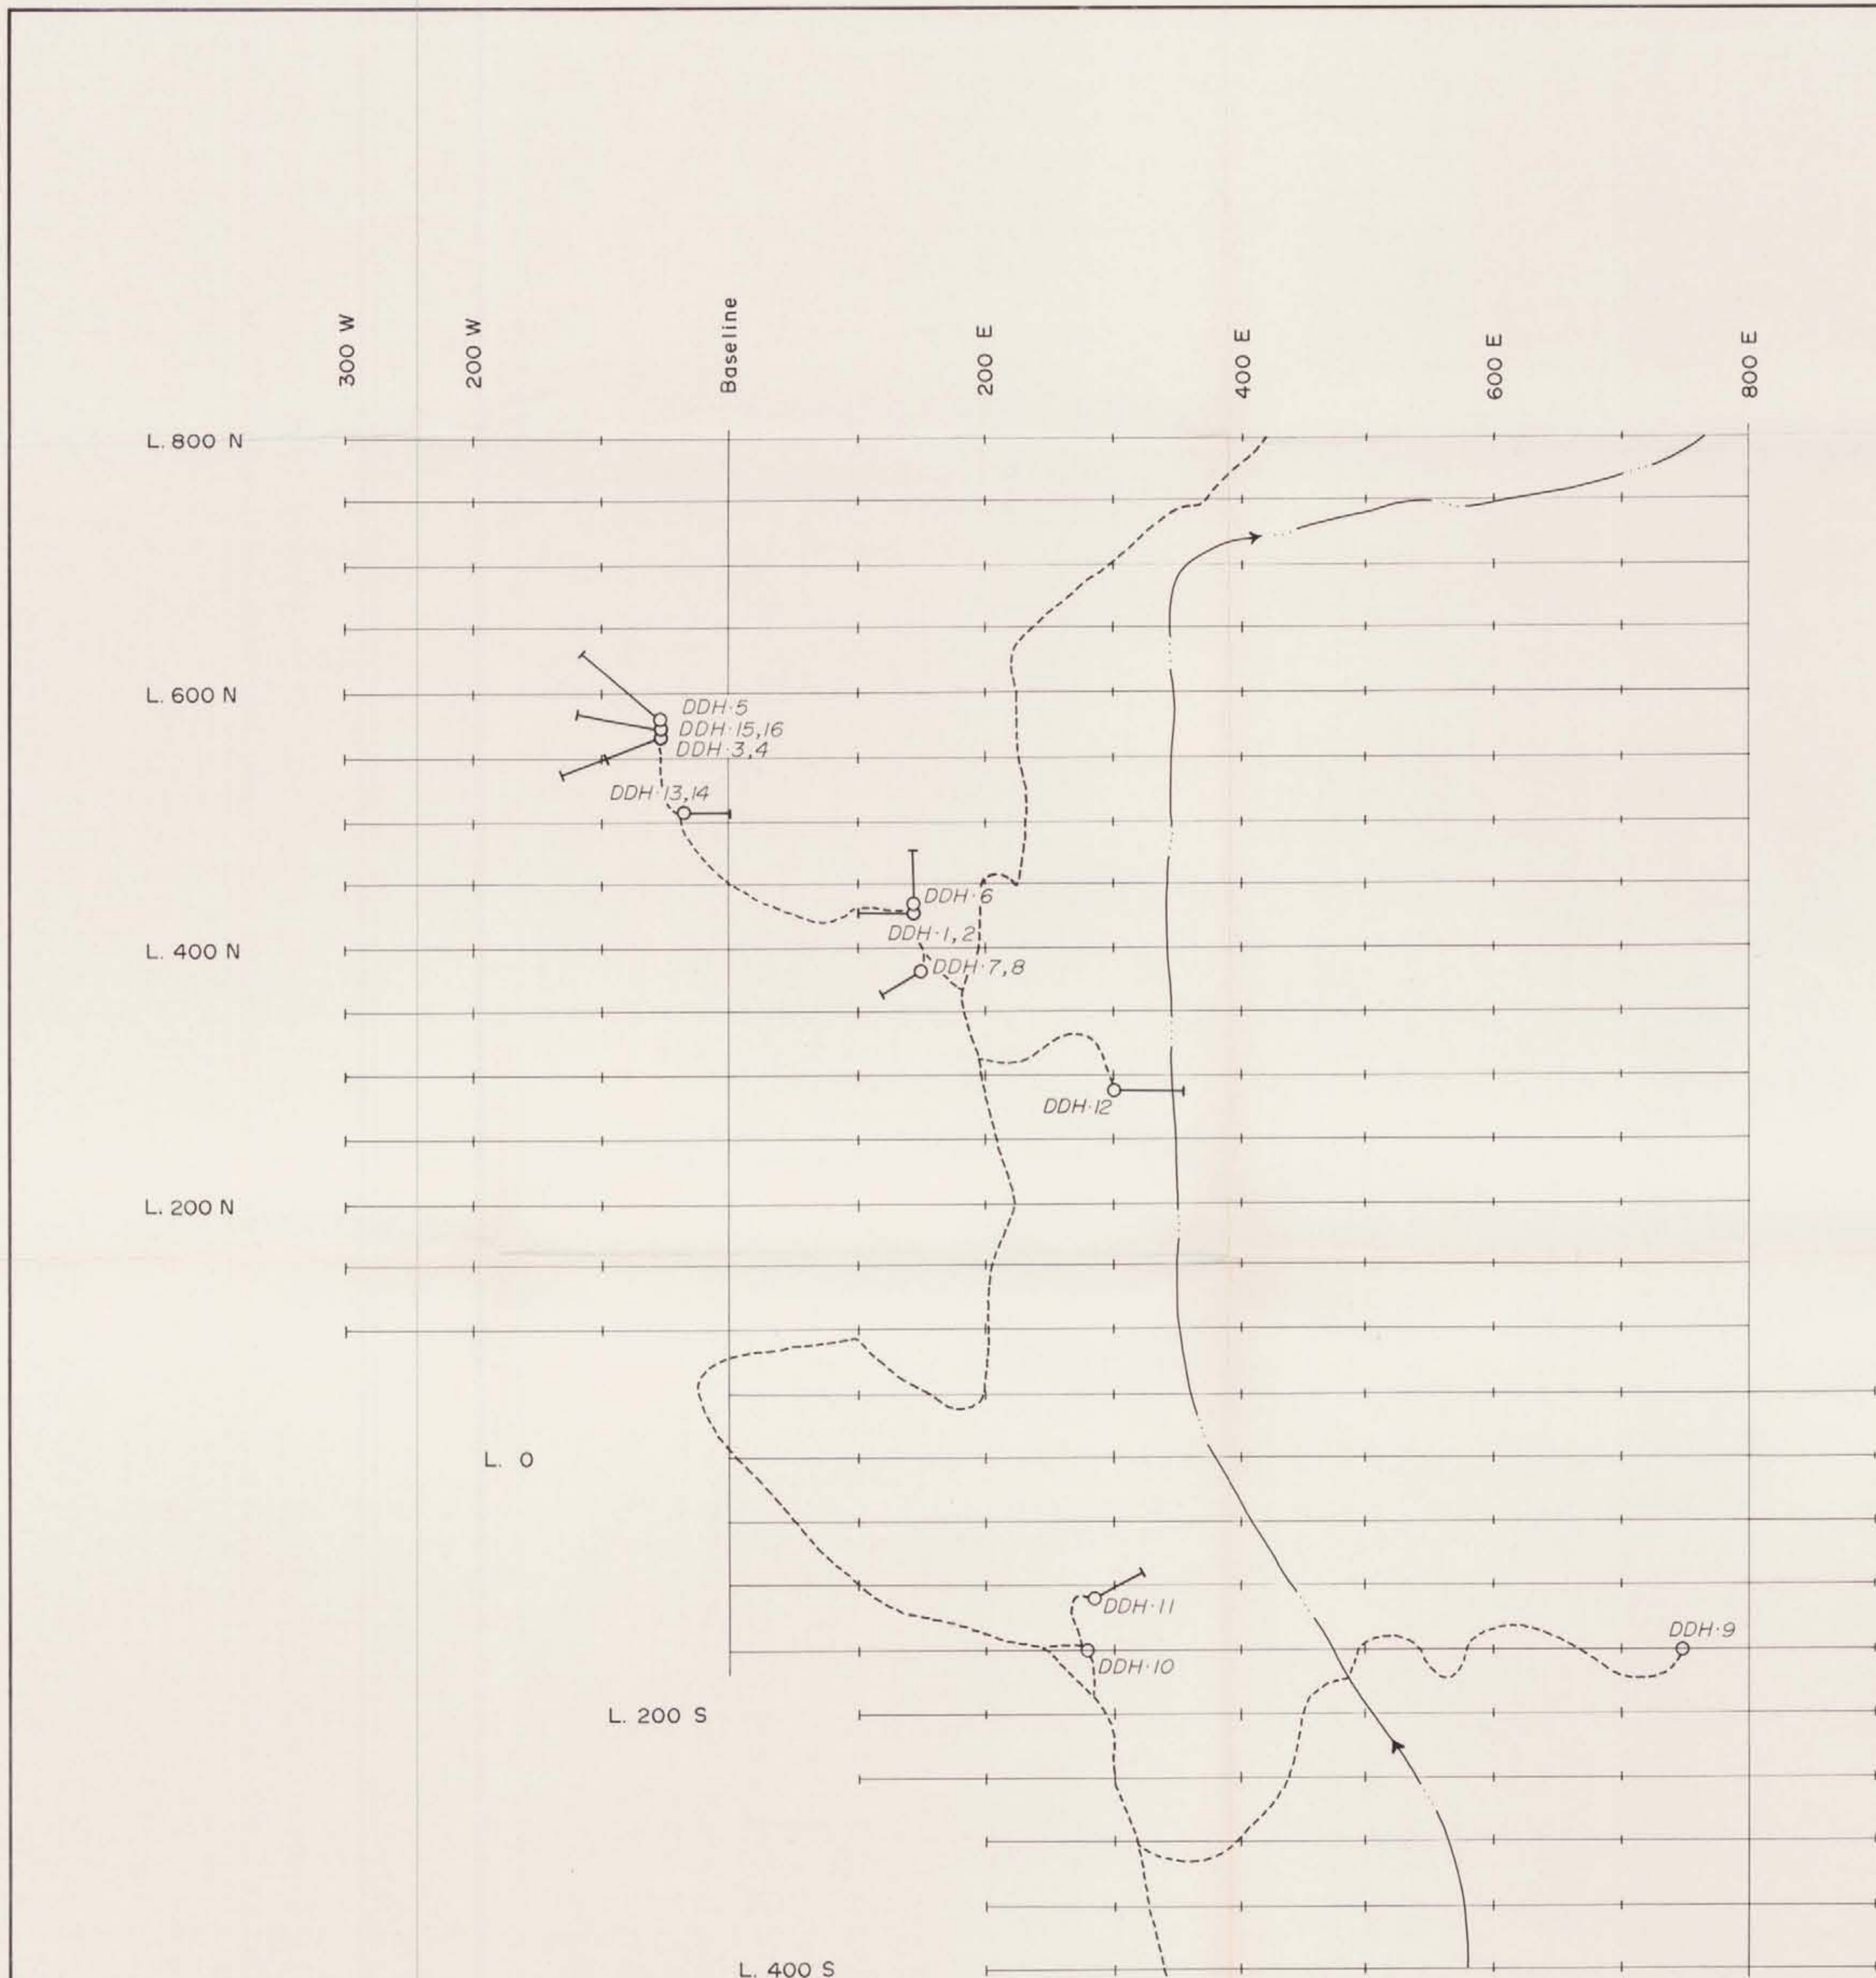 300 W
200 W
Baseline
200 E
400 E
600 E
800 E
L. 800 N
L. 600 N
DDH·5
DDH·15,16
DDH·3,4
DDH·13,14
DDH·6
DDH·1,2
L. 400 N
DDH·7,8
DDH·12
L. 200 N
L. 0
DDH·11
DDH·9
DDH·10
L. 200 S
L. 400 S